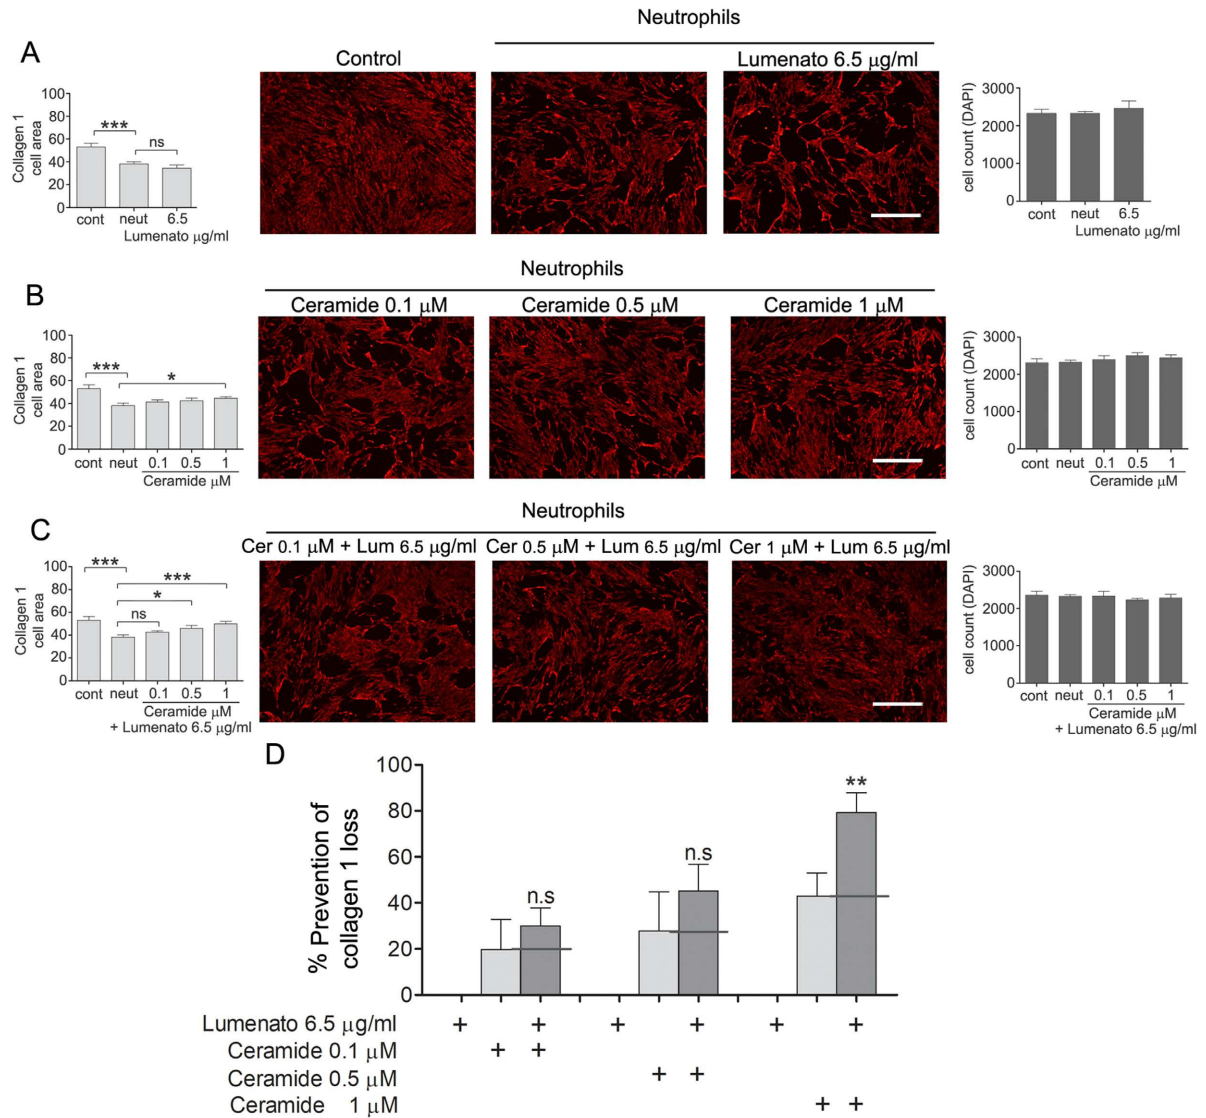 Neutrophils
A
Control
Lumenato 6.5 μg/ml
100
80
60
40
20
0
Collagen 1
cell area
***
ns
cont neut 6.5
Lumenato μg/ml
3000
2000
1000
0
cell count (DAPI)
cont neut 6.5
Lumenato μg/ml
Neutrophils
B
Ceramide 0.1 μM Ceramide 0.5 μM Ceramide 1 μM
100
80
60
40
20
0
Collagen 1
cell area
***
*
cont neut 0.1 0.5 1
Ceramide μM
3000
2000
1000
0
cell count (DAPI)
cont neut 0.1 0.5 1
Ceramide μM
Neutrophils
C
Cer 0.1 μM + Lum 6.5 μg/ml Cer 0.5 μM + Lum 6.5 μg/ml Cer 1 μM + Lum 6.5 μg/ml
100
80
60
40
20
0
Collagen 1
cell area
***
***
*
ns
cont neut 0.1 0.5 1
Ceramide μM
+ Lumenato 6.5 μg/ml
3000
2000
1000
0
cell count (DAPI)
cont neut 0.1 0.5 1
Ceramide μM
+ Lumenato 6.5 μg/ml
D
100
80
60
40
20
0
% Prevention of
collagen 1 loss
n.s
n.s
**
Lumenato 6.5 μg/ml + + + + + +
Ceramide 0.1 μM + +
Ceramide 0.5 μM + +
Ceramide 1 μM + +